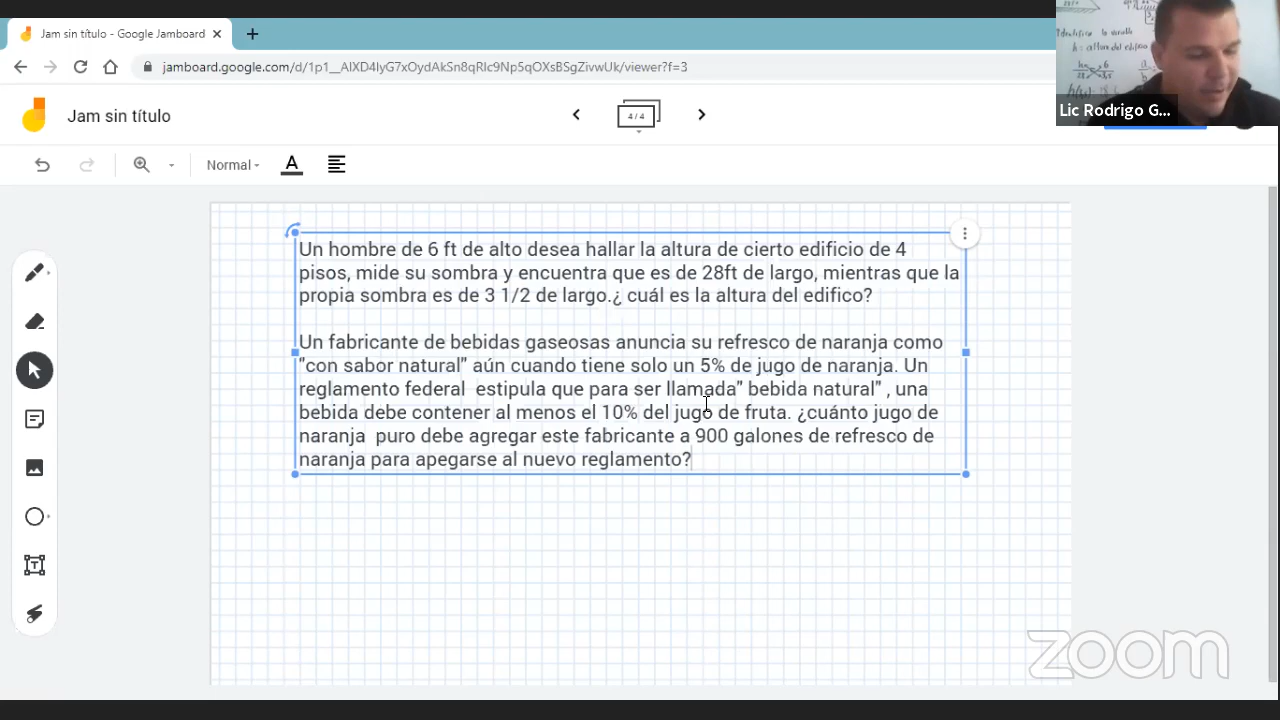 Jam sin título - Google Jamboard
jamboard.google.com/d/1p1__AlXD4lyG7xOydAkSn8qRlc9Np5qOXsBSgZivwUk/viewer?f=3
Lic Rodrigo G...
Jam sin título
4 / 4
Normal
A
Un hombre de 6 ft de alto desea hallar la altura de cierto edificio de 4
pisos, mide su sombra y encuentra que es de 28ft de largo, mientras que la
propia sombra es de 3 1/2 de largo.¿ cuál es la altura del edifico?
Un fabricante de bebidas gaseosas anuncia su refresco de naranja como
“con sabor natural” aún cuando tiene solo un 5% de jugo de naranja. Un
reglamento federal  estipula que para ser llamada” bebida natural” , una
bebida debe contener al menos el 10% del jugo de fruta. ¿cuánto jugo de
naranja  puro debe agregar este fabricante a 900 galones de refresco de
naranja para apegarse al nuevo reglamento?
zoom